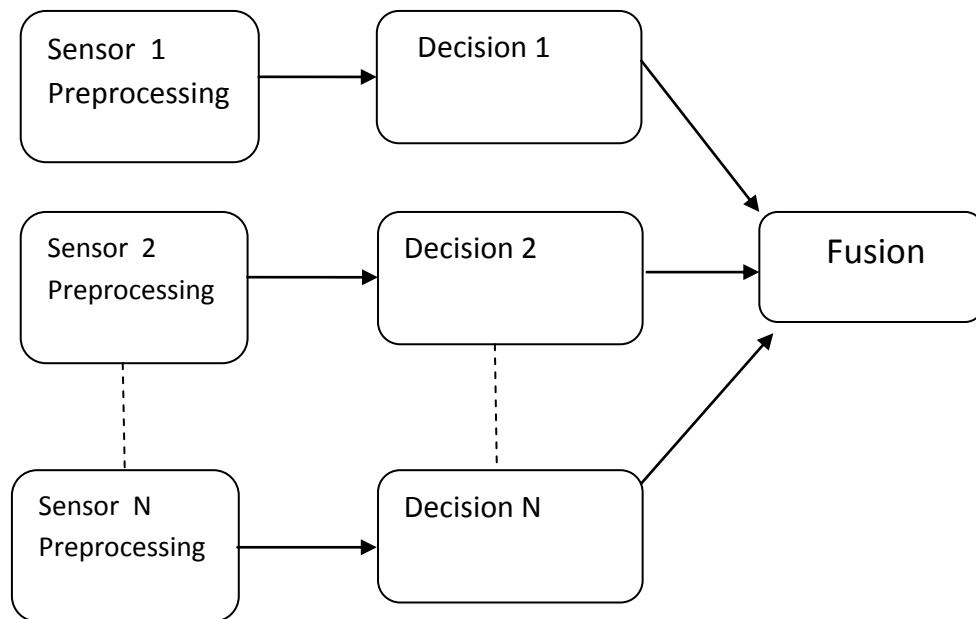 Sensor 1
Preprocessing
Decision 1
Sensor 2
Preprocessing
Decision 2
Fusion
Sensor N
Preprocessing
Decision N